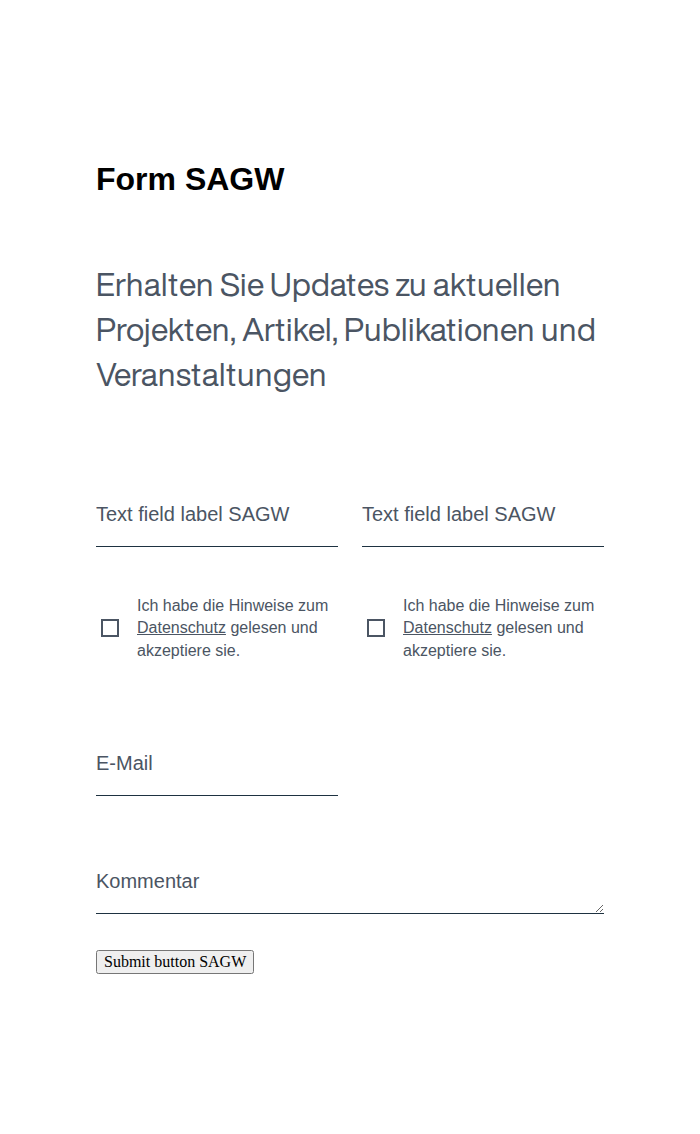 Form SAGW
Erhalten Sie Updates zu aktuellen
Projekten, Artikel, Publikationen und
Veranstaltungen
Text field label SAGW
Text field label SAGW
Ich habe die Hinweise zum
Datenschutz gelesen und
akzeptiere sie.
Ich habe die Hinweise zum
Datenschutz gelesen und
akzeptiere sie.
E-Mail
Kommentar
Submit button SAGW